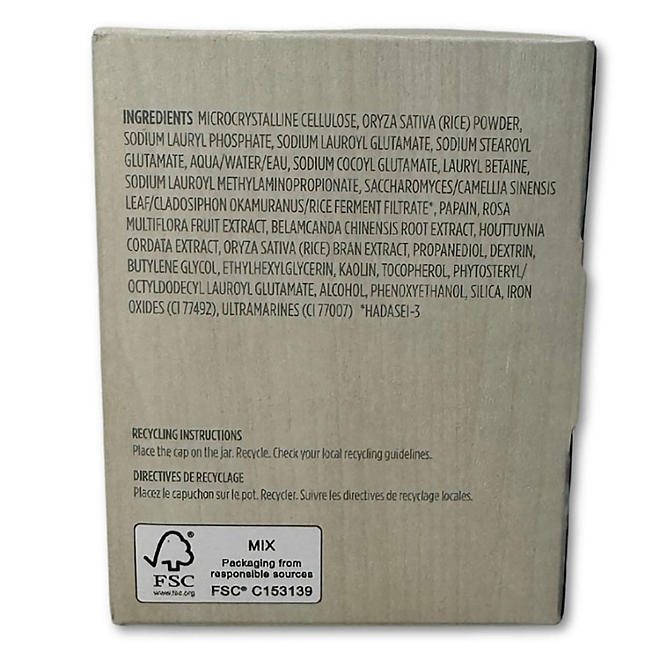 INGREDIENTS MICROCRYSTALLINE CELLULOSE, ORYZA SATIVA (RICE) POWDER,
SODIUM LAURYL PHOSPHATE, SODIUM LAUROYL GLUTAMATE, SODIUM STEAROYL
GLUTAMATE, AQUA/WATER/EAU, SODIUM COCOYL GLUTAMATE, LAURYL BETAINE,
SODIUM LAUROYL METHYLAMINOPROPIONATE, SACCHAROMYCES/CAMELLIA SINENSIS
LEAF/CLADOSIPHON OKAMURANUS/RICE FERMENT FILTRATE*, PAPAIN, ROSA
MULTIFLORA FRUIT EXTRACT, BELAMCANDA CHINENSIS ROOT EXTRACT, HOUTTUYNIA
CORDATA EXTRACT, ORYZA SATIVA (RICE) BRAN EXTRACT, PROPANEDIOL, DEXTRIN,
BUTYLENE GLYCOL, ETHYLHEXYLGLYCERIN, KAOLIN, TOCOPHEROL, PHYTOSTERYL/
OCTYLDODECYL LAUROYL GLUTAMATE, ALCOHOL, PHENOXYETHANOL, SILICA, IRON
OXIDES (CI 77492), ULTRAMARINES (CI 77007) *HADASEI-3
RECYCLING INSTRUCTIONS
Place the cap on the jar. Recycle. Check your local recycling guidelines.
DIRECTIVES DE RECYCLAGE
Placez le capuchon sur le pot. Recycler. Suivre les directives de recyclage locales.
®
FSC
www.fsc.org
MIX
Packaging from
responsible sources
FSC® C153139